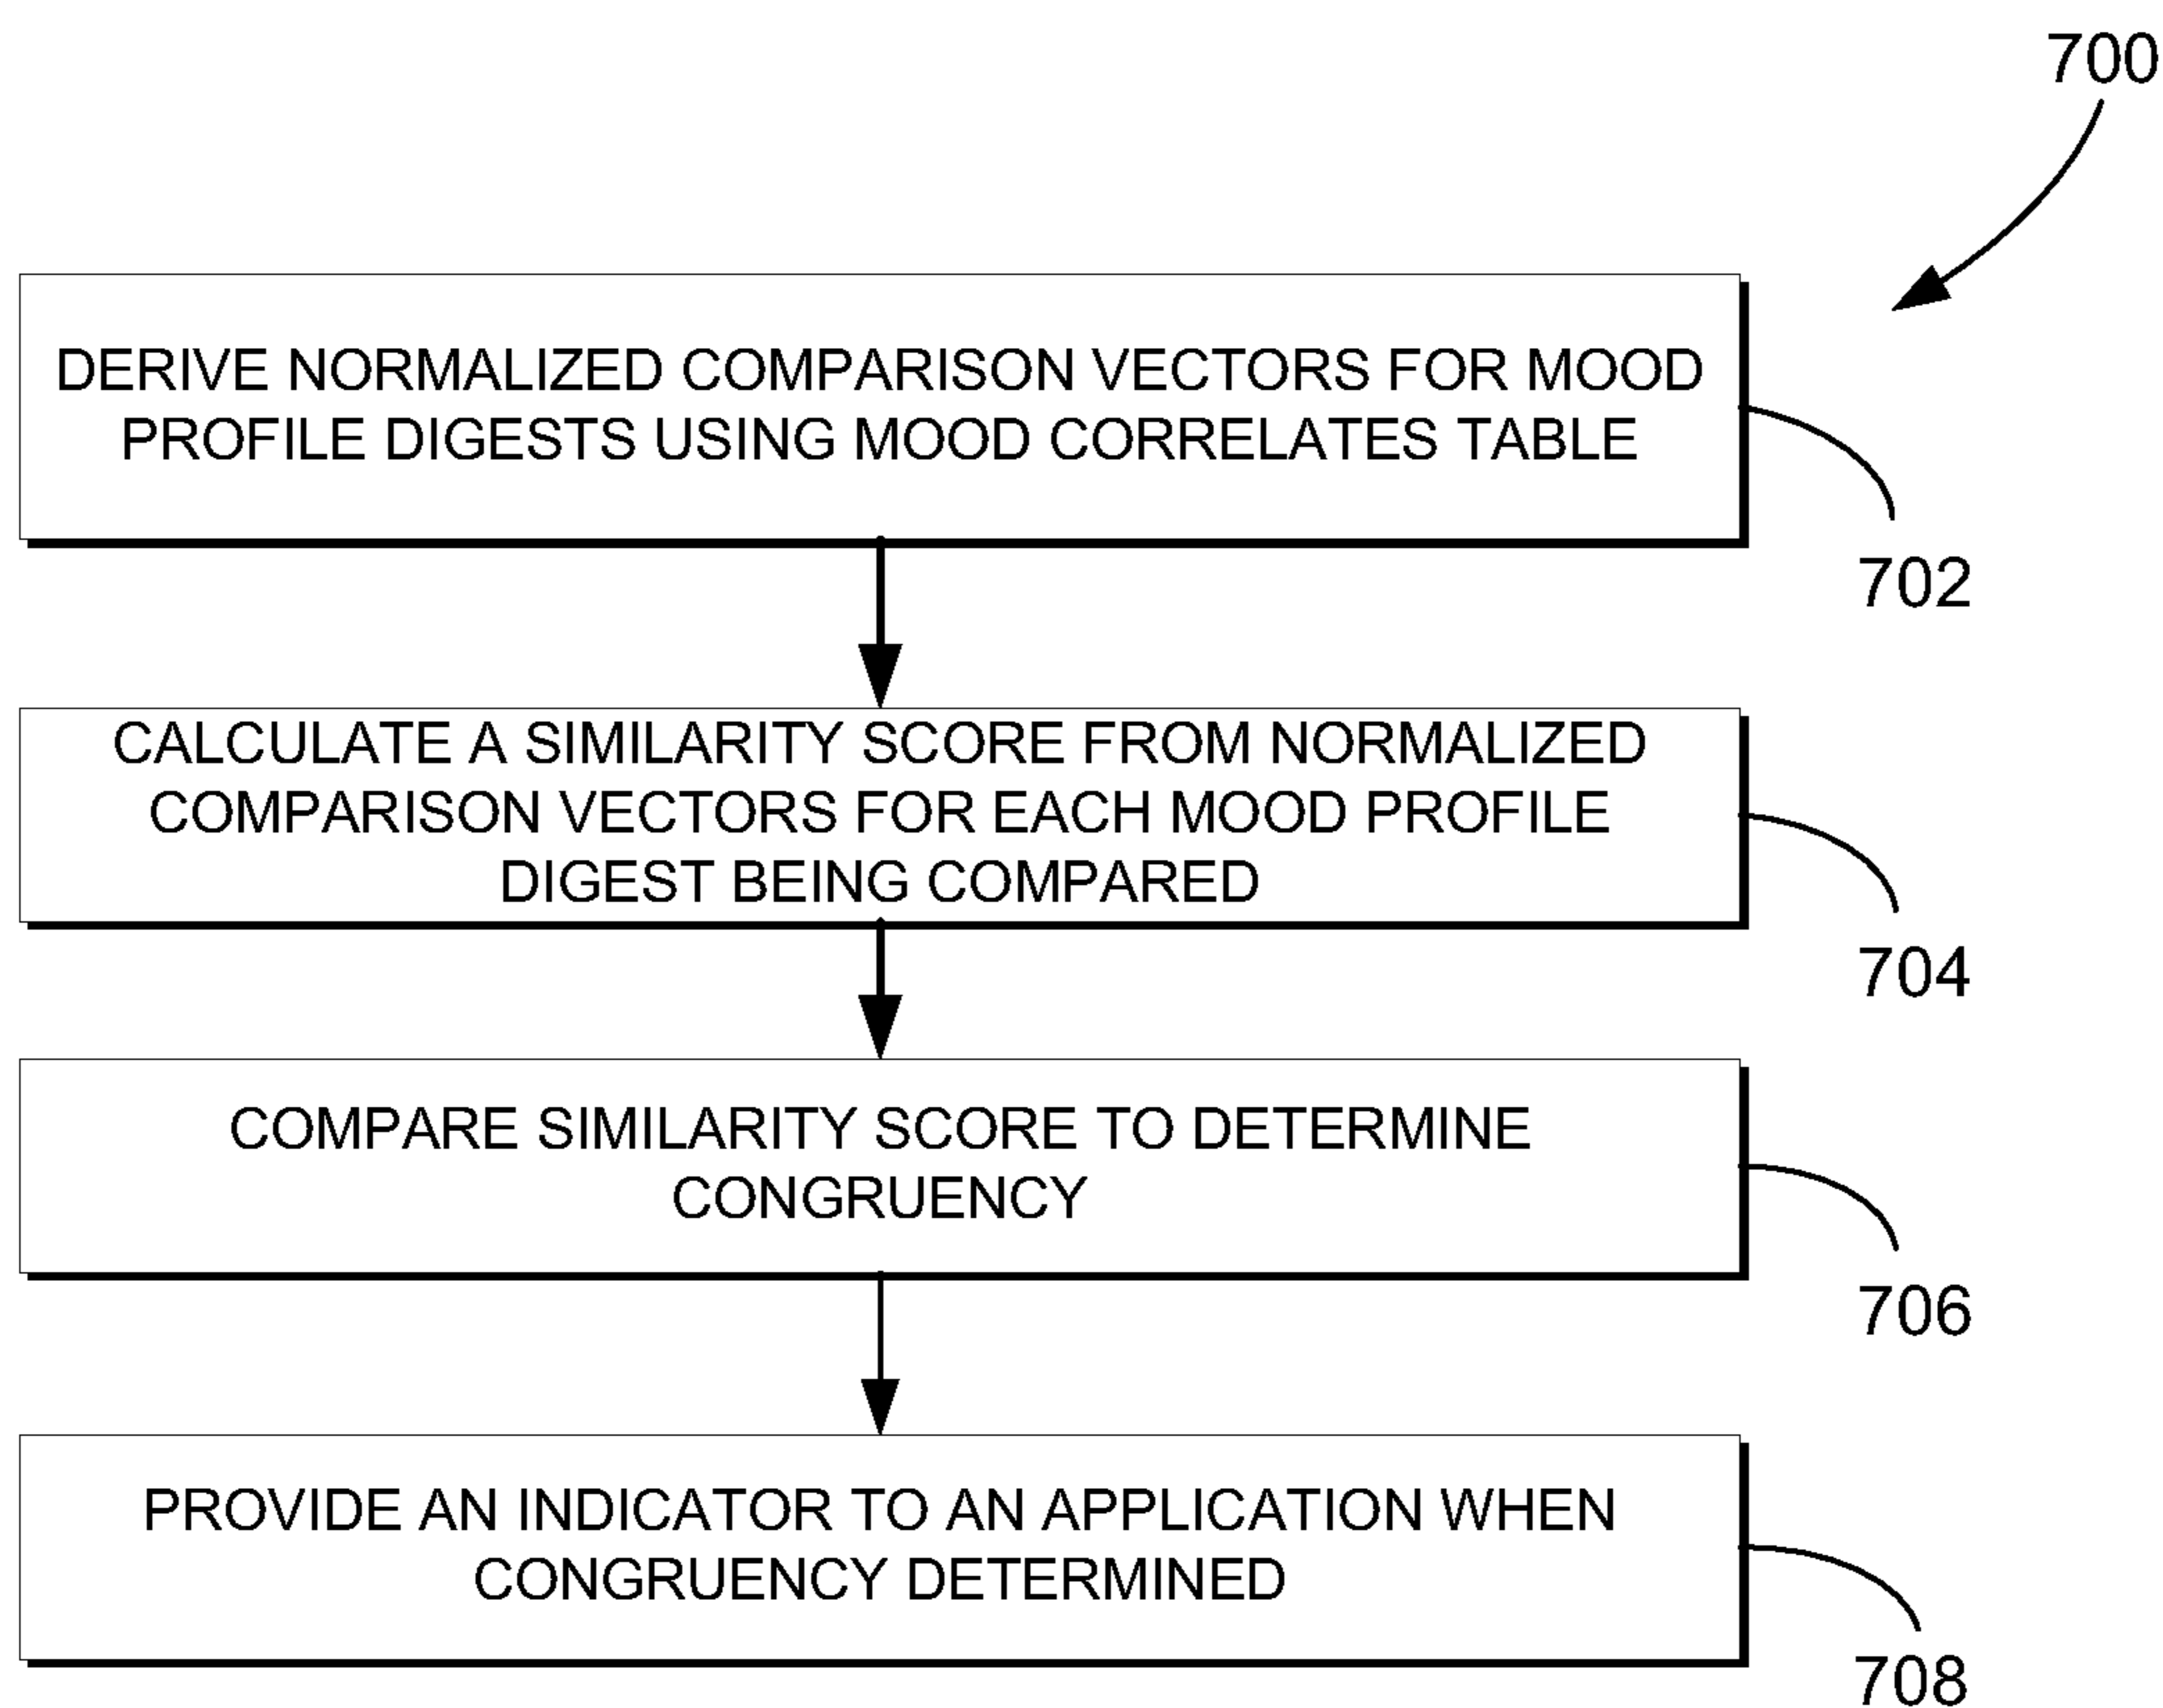 700
DERIVE NORMALIZED COMPARISON VECTORS FOR MOOD
PROFILE DIGESTS USING MOOD CORRELATES TABLE
702
CALCULATE A SIMILARITY SCORE FROM NORMALIZED
COMPARISON VECTORS FOR EACH MOOD PROFILE
DIGEST BEING COMPARED
704
COMPARE SIMILARITY SCORE TO DETERMINE
CONGRUENCY
706
PROVIDE AN INDICATOR TO AN APPLICATION WHEN
CONGRUENCY DETERMINED
708